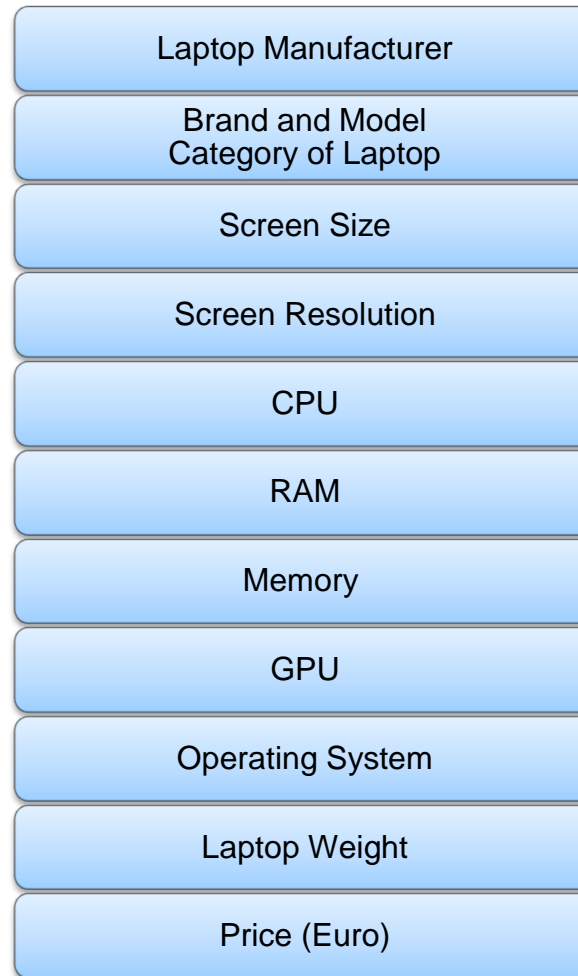 Laptop Manufacturer
Brand and Model
Category of Laptop
Screen Size
Screen Resolution
CPU
RAM
Memory
GPU
Operating System
Laptop Weight
Price (Euro)